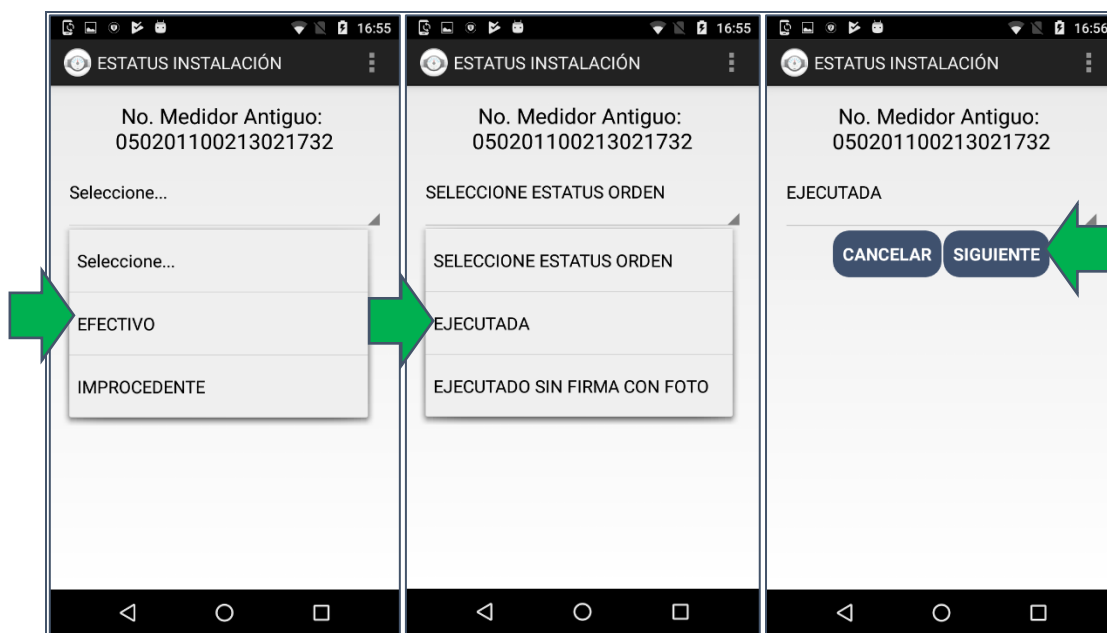 16:55
ESTATUS INSTALACIÓN
No. Medidor Antiguo:
050201100213021732
Seleccione...
Seleccione...
EFECTIVO
IMPROCEDENTE
16:55
ESTATUS INSTALACIÓN
No. Medidor Antiguo:
050201100213021732
SELECCIONE ESTATUS ORDEN
SELECCIONE ESTATUS ORDEN
EJECUTADA
EJECUTADO SIN FIRMA CON FOTO
16:56
ESTATUS INSTALACIÓN
No. Medidor Antiguo:
050201100213021732
EJECUTADA
CANCELAR SIGUIENTE